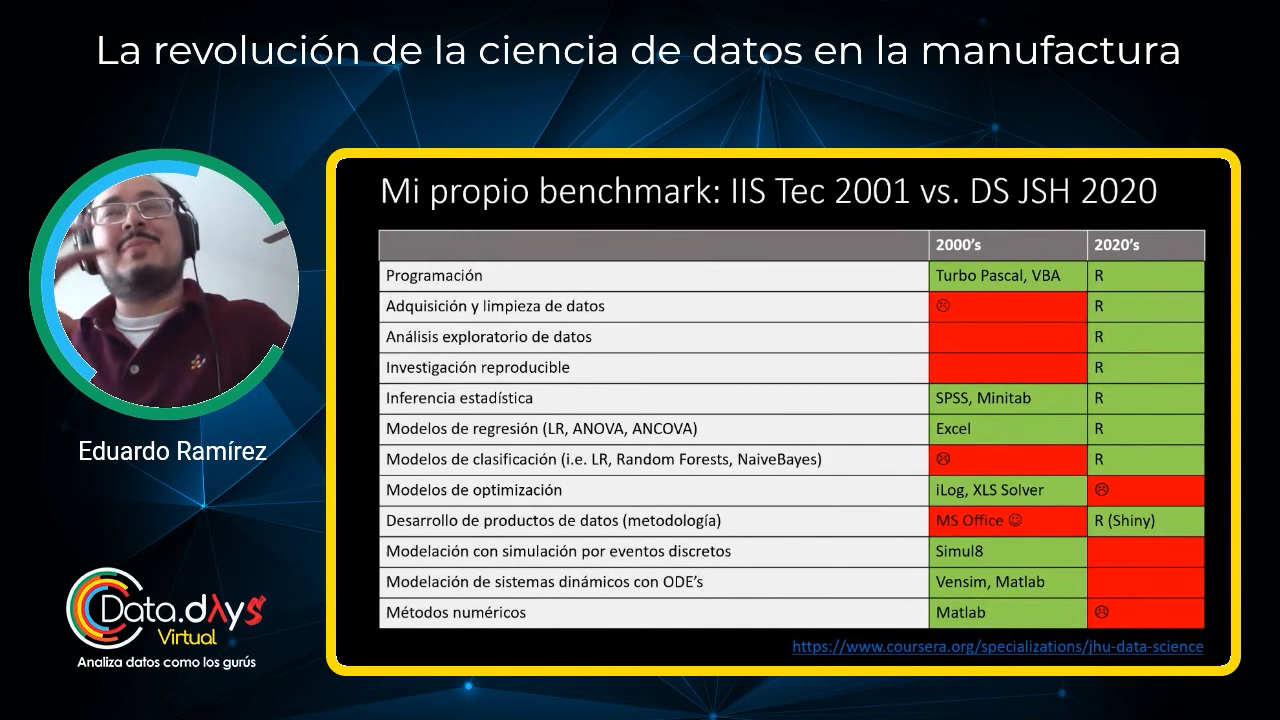 La revolución de la ciencia de datos en la manufactura
Mi propio benchmark: IIS Tec 2001 vs. DS JSH 2020
2000's 2020's
Programación Turbo Pascal, VBA R
Adquisición y limpieza de datos ☹ R
Análisis exploratorio de datos R
Investigación reproducible R
Inferencia estadística SPSS, Minitab R
Modelos de regresión (LR, ANOVA, ANCOVA) Excel R
Modelos de clasificación (i.e. LR, Random Forests, NaiveBayes) ☹ R
Modelos de optimización iLog, XLS Solver ☹
Desarrollo de productos de datos (metodología) MS Office ☺ R (Shiny)
Modelación con simulación por eventos discretos Simul8
Modelación de sistemas dinámicos con ODE's Vensim, Matlab
Métodos numéricos Matlab ☹
https://www.coursera.org/specializations/jhu-data-science
Eduardo Ramírez
Data.dAys
Virtual
Analiza datos como los gurús